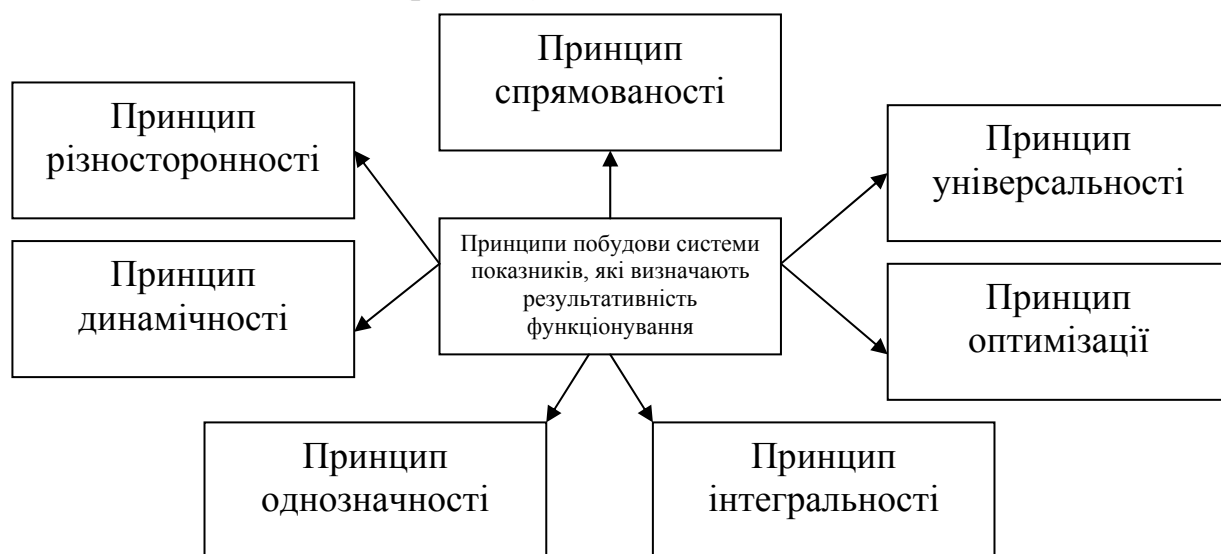 Принцип
спрямованості
Принцип
різносторонності
Принцип
універсальності
Принципи побудови системи
показників, які визначають
результативність
функціонування
Принцип
динамічності
Принцип
оптимізації
Принцип
однозначності
Принцип
інтегральності